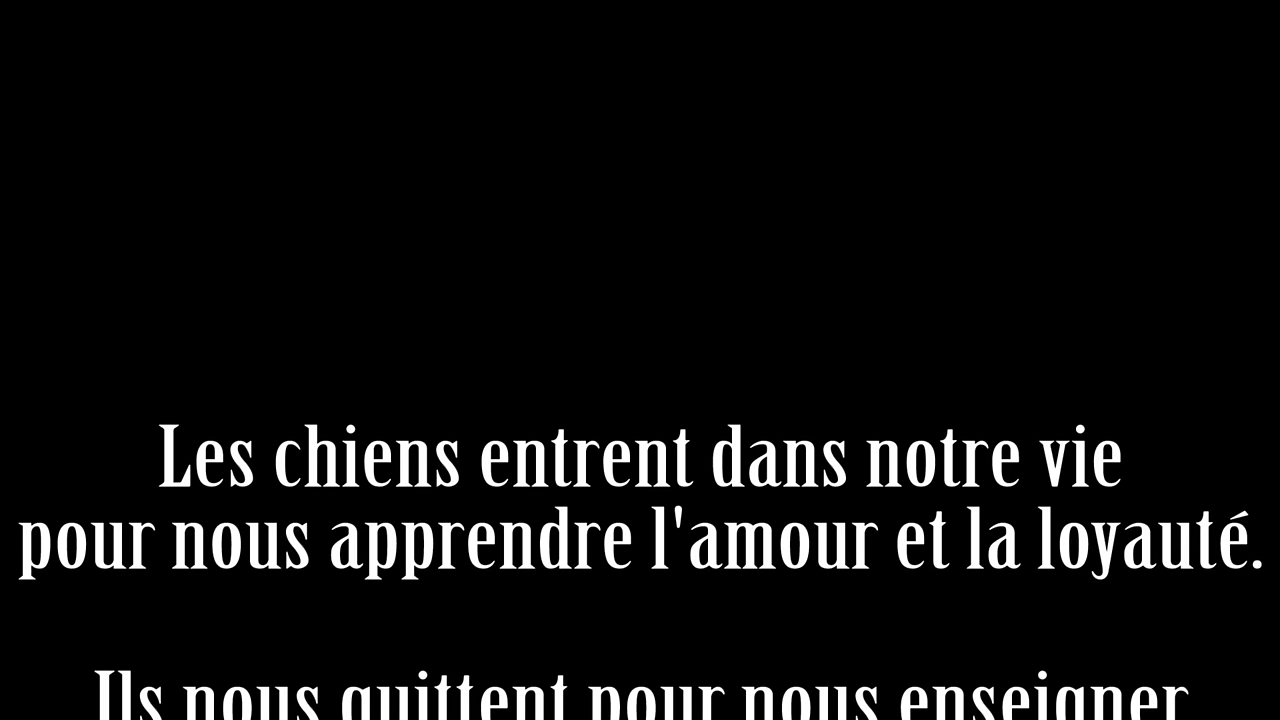 Les chiens entrent dans notre vie
pour nous apprendre l'amour et la loyauté.
Ils nous quittent pour nous enseigner